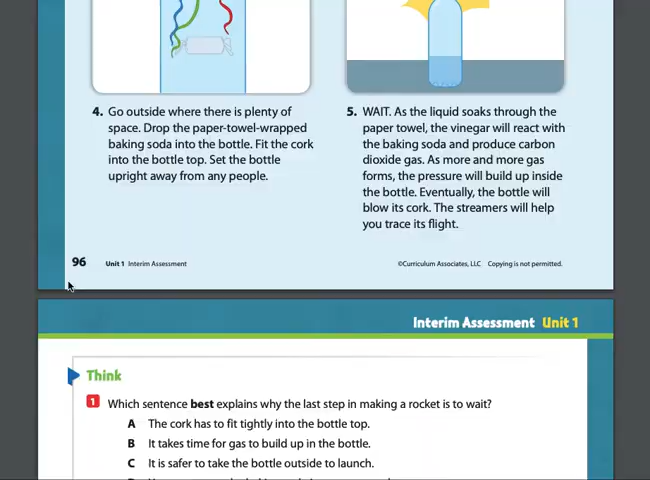 4. Go outside where there is plenty of
space. Drop the paper-towel-wrapped
baking soda into the bottle. Fit the cork
into the bottle top. Set the bottle
upright away from any people.
5. WAIT. As the liquid soaks through the
paper towel, the vinegar will react with
the baking soda and produce carbon
dioxide gas. As more and more gas
forms, the pressure will build up inside
the bottle. Eventually, the bottle will
blow its cork. The streamers will help
you trace its flight.
96 Unit 1 Interim Assessment
©Curriculum Associates, LLC Copying is not permitted.
Interim Assessment Unit 1
Think
1 Which sentence best explains why the last step in making a rocket is to wait?
A The cork has to fit tightly into the bottle top.
B It takes time for gas to build up in the bottle.
C It is safer to take the bottle outside to launch.